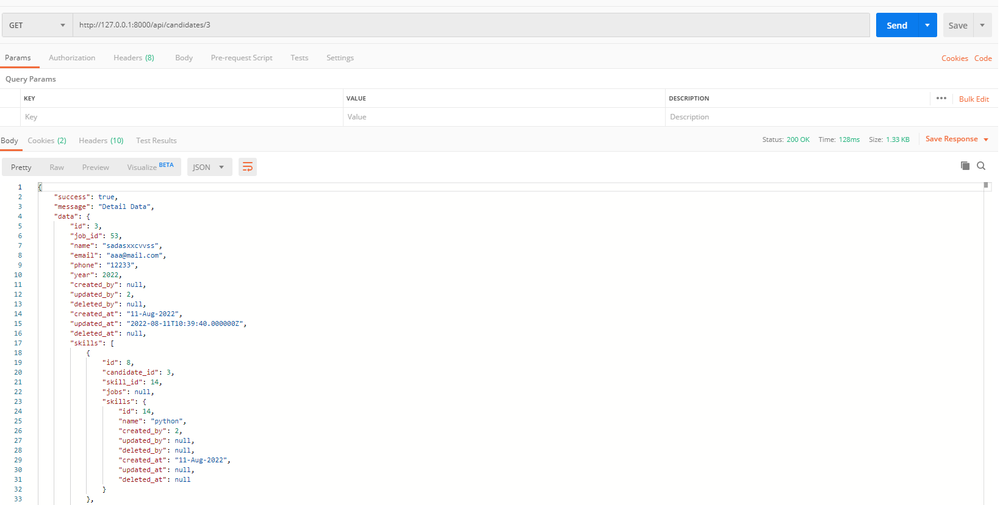 GET http://127.0.0.1:8000/api/candidates/3 Send Save
Params Authorization Headers (8) Body Pre-request Script Tests Settings Cookies Code
Query Params
KEY VALUE DESCRIPTION ••• Bulk Edit
Key Value Description
Body Cookies (2) Headers (10) Test Results Status: 200 OK Time: 128ms Size: 1.33 KB Save Response
Pretty Raw Preview Visualize BETA JSON
1 {
2 "success": true,
3 "message": "Detail Data",
4 "data": {
5 "id": 3,
6 "job_id": 53,
7 "name": "sadasxxcvvss",
8 "email": "aaa@mail.com",
9 "phone": "12233",
10 "year": 2022,
11 "created_by": null,
12 "updated_by": 2,
13 "deleted_by": null,
14 "created_at": "11-Aug-2022",
15 "updated_at": "2022-08-11T10:39:40.000000Z",
16 "deleted_at": null,
17 "skills": [
18 {
19 "id": 8,
20 "candidate_id": 3,
21 "skill_id": 14,
22 "jobs": null,
23 "skills": {
24 "id": 14,
25 "name": "python",
26 "created_by": 2,
27 "updated_by": null,
28 "deleted_by": null,
29 "created_at": "11-Aug-2022",
30 "updated_at": null,
31 "deleted_at": null
32 }
33 },